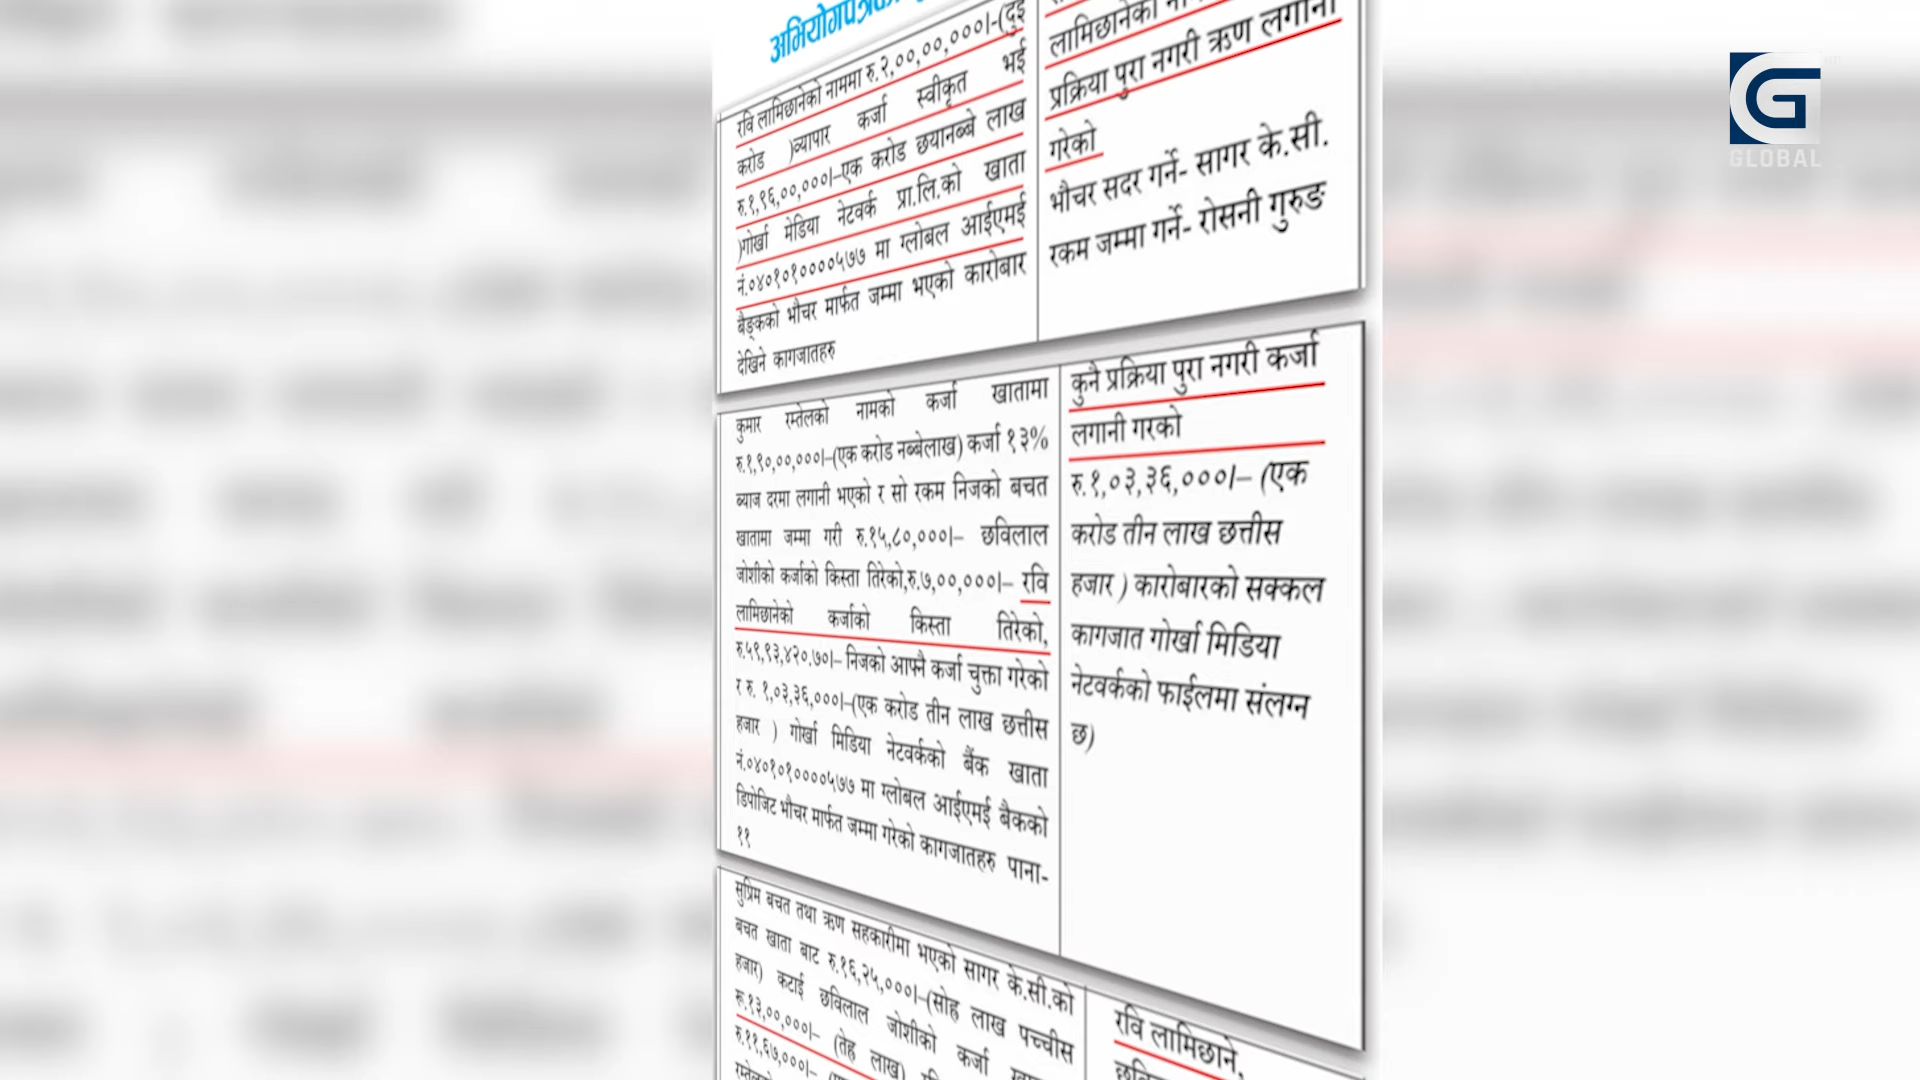 अभियोगपत्रका
रवि लामिछानेको नाममा रु.२,००,००,०००।-(दुई
करोड )व्यापार कर्जा स्वीकृत भई
रु.१,९६,००,०००।–एक करोड छयानब्बे लाख
)गोर्खा मेडिया नेटवर्क प्रा.लि.को खाता
नं.०४०१०१००००५७७ मा ग्लोबल आईएमई
बैङ्कको भौचर मार्फत जम्मा भएको कारोबार
देखिने कागजातहरु
लामिछानेको
प्रक्रिया पुरा नगरी ऋण लगानी
गरेको
भौचर सदर गर्ने- सागर के.सी.
रकम जम्मा गर्ने- रोसनी गुरुङ
कुमार रम्तेलको नामको कर्जा खातामा
रु.१,९०,००,०००।–(एक करोड नब्बेलाख) कर्जा १३%
ब्याज दरमा लगानी भएको र सो रकम निजको बचत
खातामा जम्मा गरी रु.१५,८०,०००।– छविलाल
जोशीको कर्जाको किस्ता तिरेको,रु.७,००,०००।– रवि
लामिछानेको कर्जाको किस्ता तिरेको,
रु.५९,९३,४२०.७०।– निजको आफ्नै कर्जा चुक्ता गरेको
र रु. १,०३,३६,०००।–(एक करोड तीन लाख छत्तीस
हजार ) गोर्खा मिडिया नेटवर्कको बैंक खाता
नं.०४०१०१००००५७७ मा ग्लोबल आईएमई बैकको
डिपोजिट भौचर मार्फत जम्मा गरेको कागजातहरु पाना-
११
कुनै प्रक्रिया पुरा नगरी कर्जा
लगानी गरको
रु.१,०३,३६,०००।– (एक
करोड तीन लाख छत्तीस
हजार ) कारोबारको सक्कल
कागजात गोर्खा मिडिया
नेटवर्कको फाईलमा संलग्न
छ)
सुप्रिम बचत तथा ऋण सहकारीमा भएको सागर के.सी.को
बचत खाता बाट रु.१६,२५,०००।–(सोह्र लाख पच्चीस
हजार) कटाई छविलाल जोशीको कर्जा
रू.१३,००,०००।– (तेह्र लाख)
रु.११,६७,०००।–
रवि लामिछाने,
G
GLOBAL